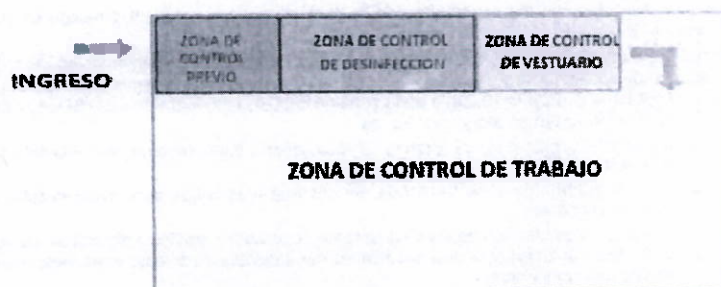 ZONA DE
CONTROL
PREVIO
ZONA DE CONTROL
DE DESINFECCION
ZONA DE CONTROL
DE VESTUARIO
INGRESO
ZONA DE CONTROL DE TRABAJO